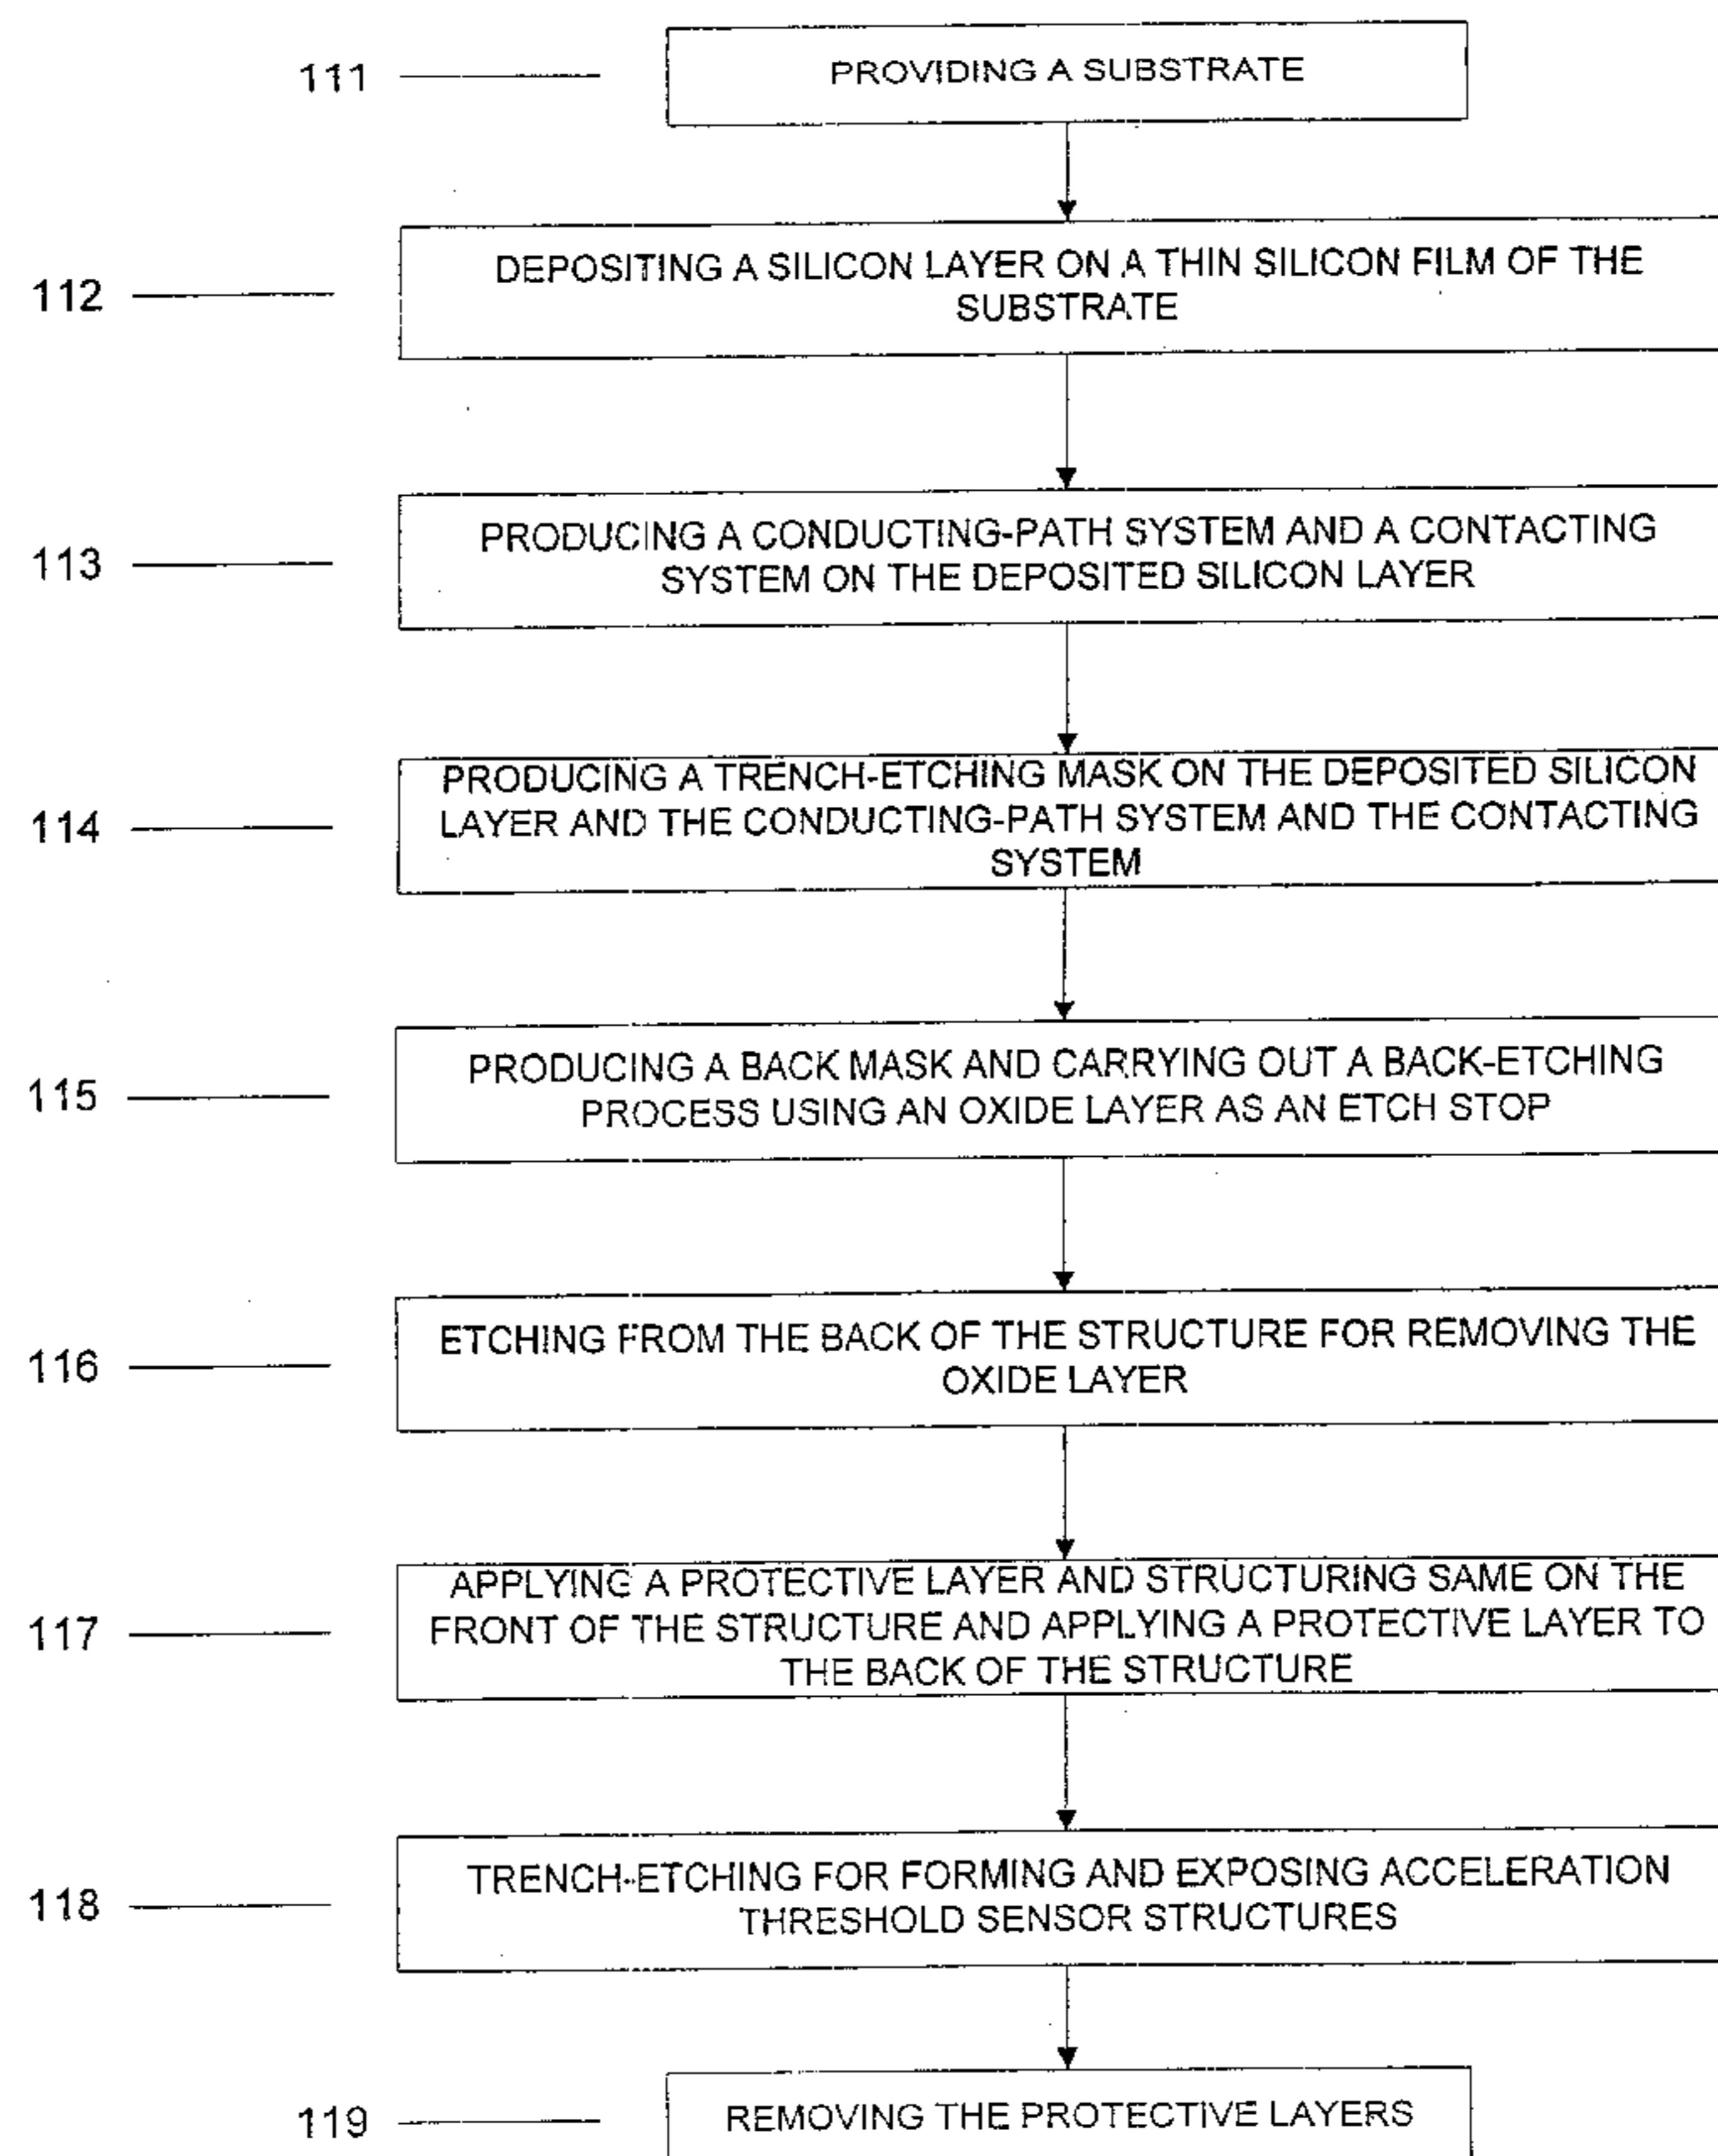 111
PROVIDING A SUBSTRATE
112
DEPOSITING A SILICON LAYER ON A THIN SILICON FILM OF THE
SUBSTRATE
113
PRODUCING A CONDUCTING-PATH SYSTEM AND A CONTACTING
SYSTEM ON THE DEPOSITED SILICON LAYER
114
PRODUCING A TRENCH-ETCHING MASK ON THE DEPOSITED SILICON
LAYER AND THE CONDUCTING-PATH SYSTEM AND THE CONTACTING
SYSTEM
115
PRODUCING A BACK MASK AND CARRYING OUT A BACK-ETCHING
PROCESS USING AN OXIDE LAYER AS AN ETCH STOP
116
ETCHING FROM THE BACK OF THE STRUCTURE FOR REMOVING THE
OXIDE LAYER
117
APPLYING A PROTECTIVE LAYER AND STRUCTURING SAME ON THE
FRONT OF THE STRUCTURE AND APPLYING A PROTECTIVE LAYER TO
THE BACK OF THE STRUCTURE
118
TRENCH-ETCHING FOR FORMING AND EXPOSING ACCELERATION
THRESHOLD SENSOR STRUCTURES
119
REMOVING THE PROTECTIVE LAYERS